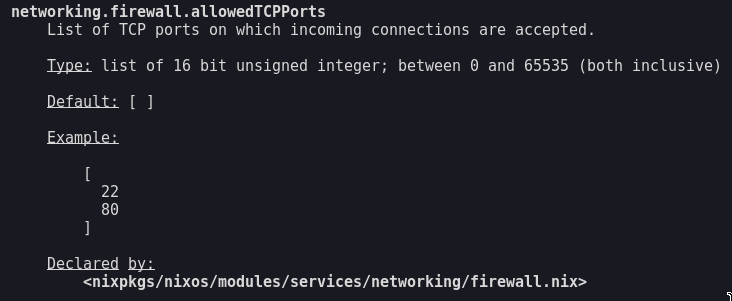 networking.firewall.allowedTCPPorts
List of TCP ports on which incoming connections are accepted.
Type: list of 16 bit unsigned integer; between 0 and 65535 (both inclusive)
Default: [ ]
Example:
[
22
80
]
Declared by:
<nixpkgs/nixos/modules/services/networking/firewall.nix>